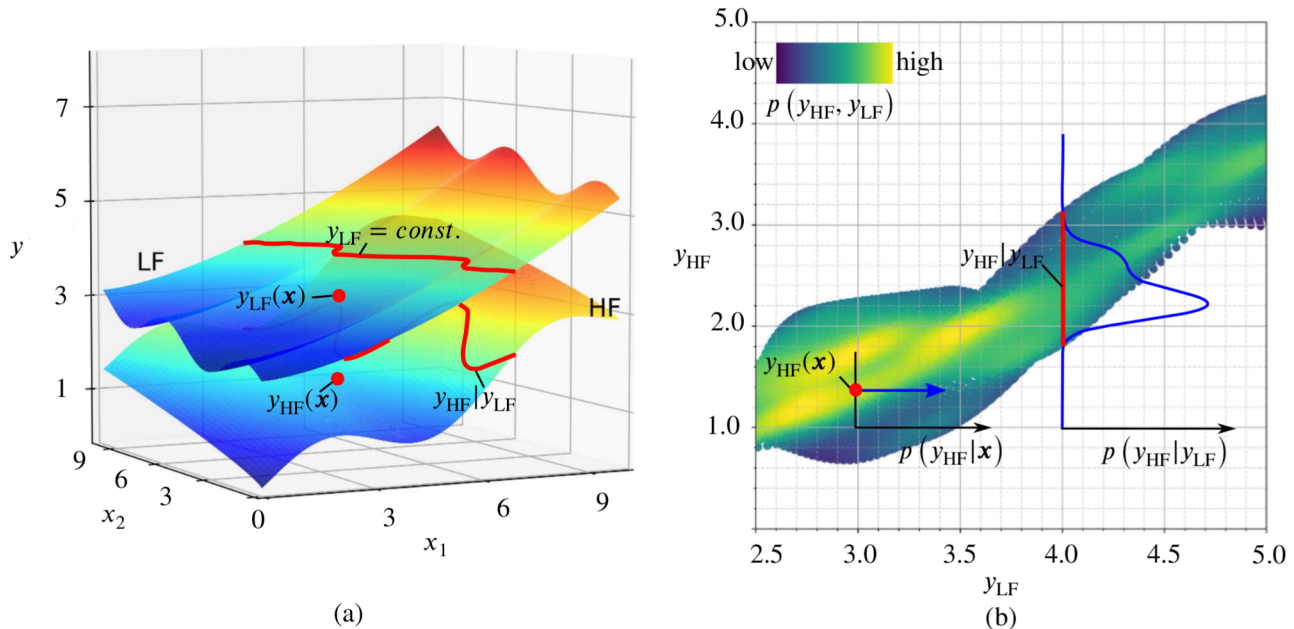 7
5
y
3
1
LF
y_LF = const.
y_LF(x)
HF
y_HF(x)
y_HF|y_LF
9
6
3
0
x_2
3
6
9
x_1
(a)
5.0
low
high
p (y_HF, y_LF)
4.0
3.0
y_HF
y_HF|y_LF
2.0
y_HF(x)
1.0
p (y_HF|x)
p (y_HF|y_LF)
2.5 3.0 3.5 4.0 4.5 5.0
y_LF
(b)